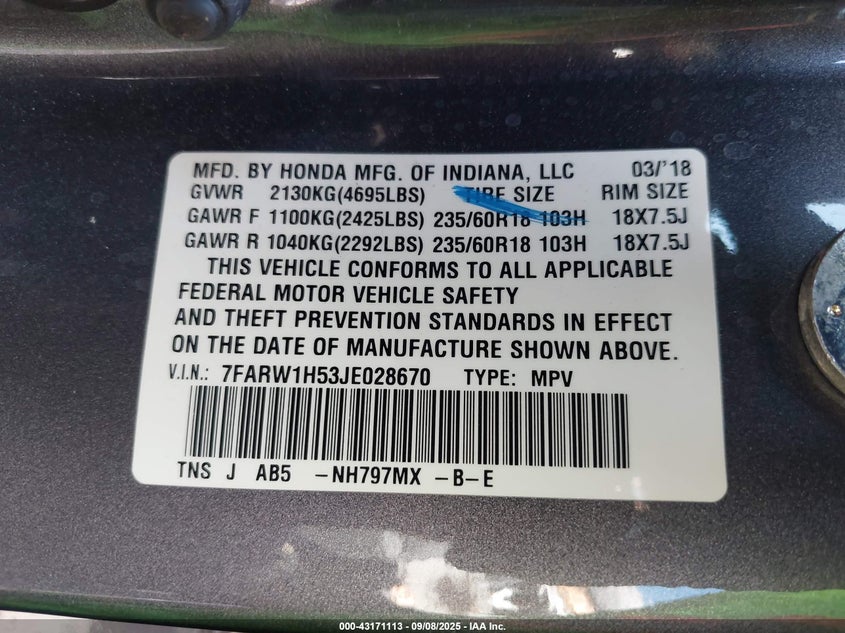 MFD. BY HONDA MFG. OF INDIANA, LLC 03/'18
GVWR 2130KG(4695LBS) TIRE SIZE RIM SIZE
GAWR F 1100KG(2425LBS) 235/60R18 103H 18X7.5J
GAWR R 1040KG(2292LBS) 235/60R18 103H 18X7.5J
THIS VEHICLE CONFORMS TO ALL APPLICABLE
FEDERAL MOTOR VEHICLE SAFETY
AND THEFT PREVENTION STANDARDS IN EFFECT
ON THE DATE OF MANUFACTURE SHOWN ABOVE.
V.I.N.: 7FARW1H53JE028670 TYPE: MPV
TNS J AB5 -NH797MX -B-E
000-43171113 - 09/08/2025 - IAA Inc.